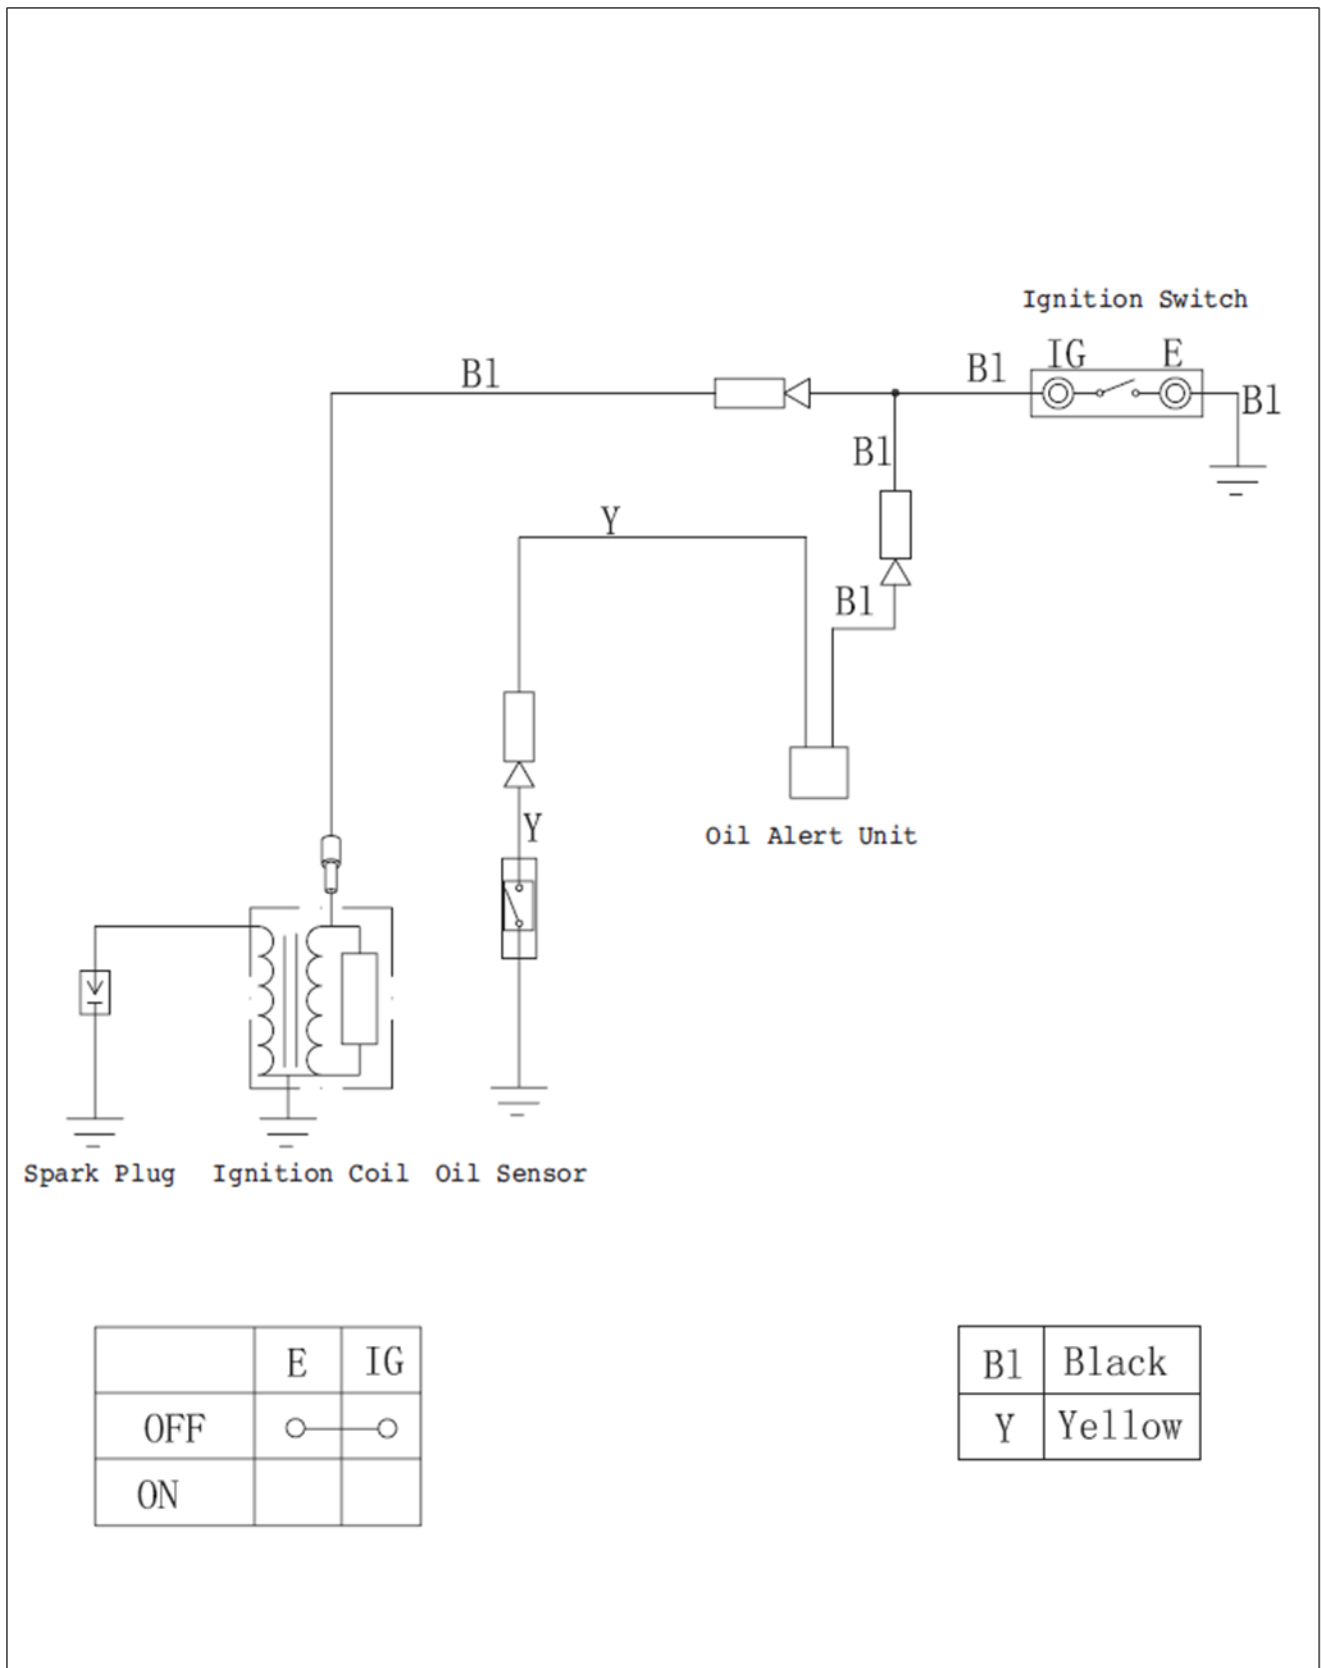 Ignition Switch
IG E
Bl
Bl
Bl
Bl
Y
Bl
Y
Oil Alert Unit
Spark Plug Ignition Coil Oil Sensor
E IG
OFF
ON
Bl Black
Y Yellow